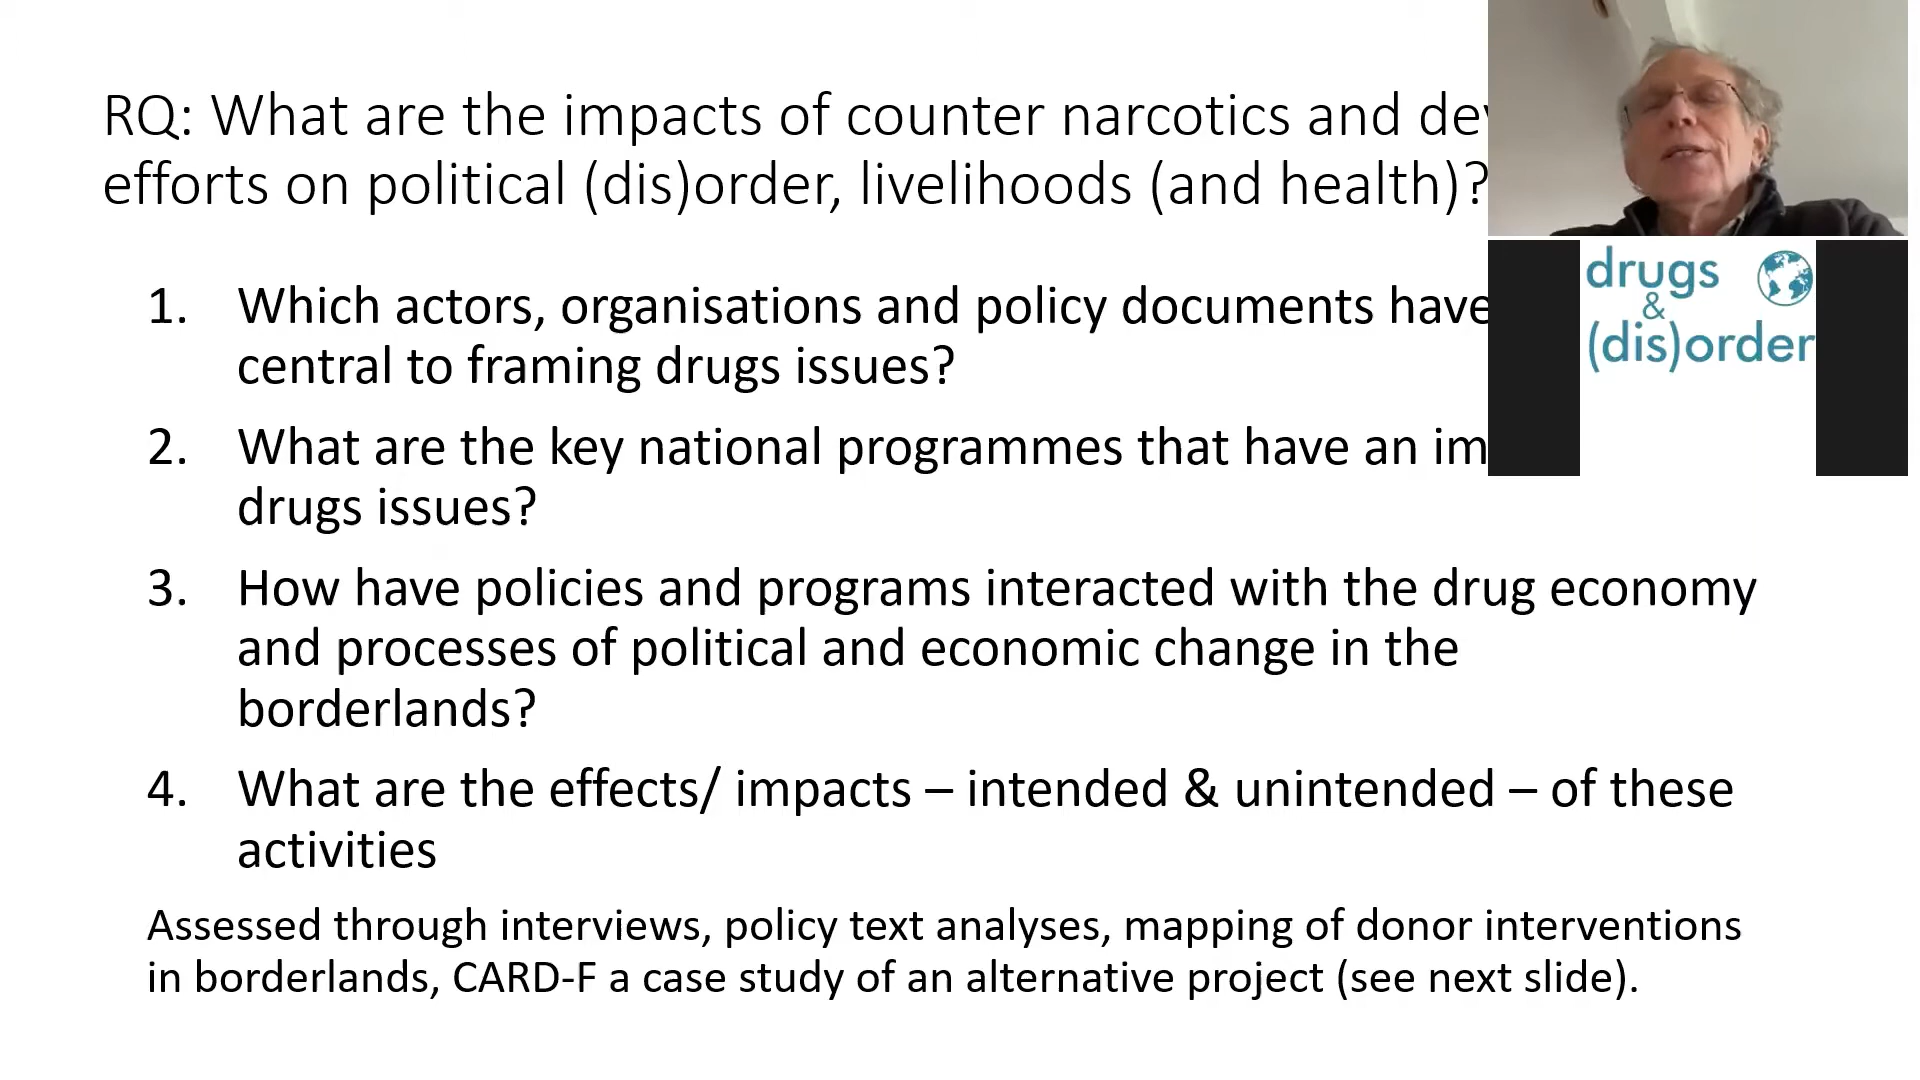 RQ: What are the impacts of counter narcotics and
efforts on political (dis)order, livelihoods (and health)?
1. Which actors, organisations and policy documents have
central to framing drugs issues?
2. What are the key national programmes that have an
drugs issues?
3. How have policies and programs interacted with the drug economy
and processes of political and economic change in the
borderlands?
4. What are the effects/ impacts – intended & unintended – of these
activities
Assessed through interviews, policy text analyses, mapping of donor interventions
in borderlands, CARD-F a case study of an alternative project (see next slide).
drugs
&
(dis)order